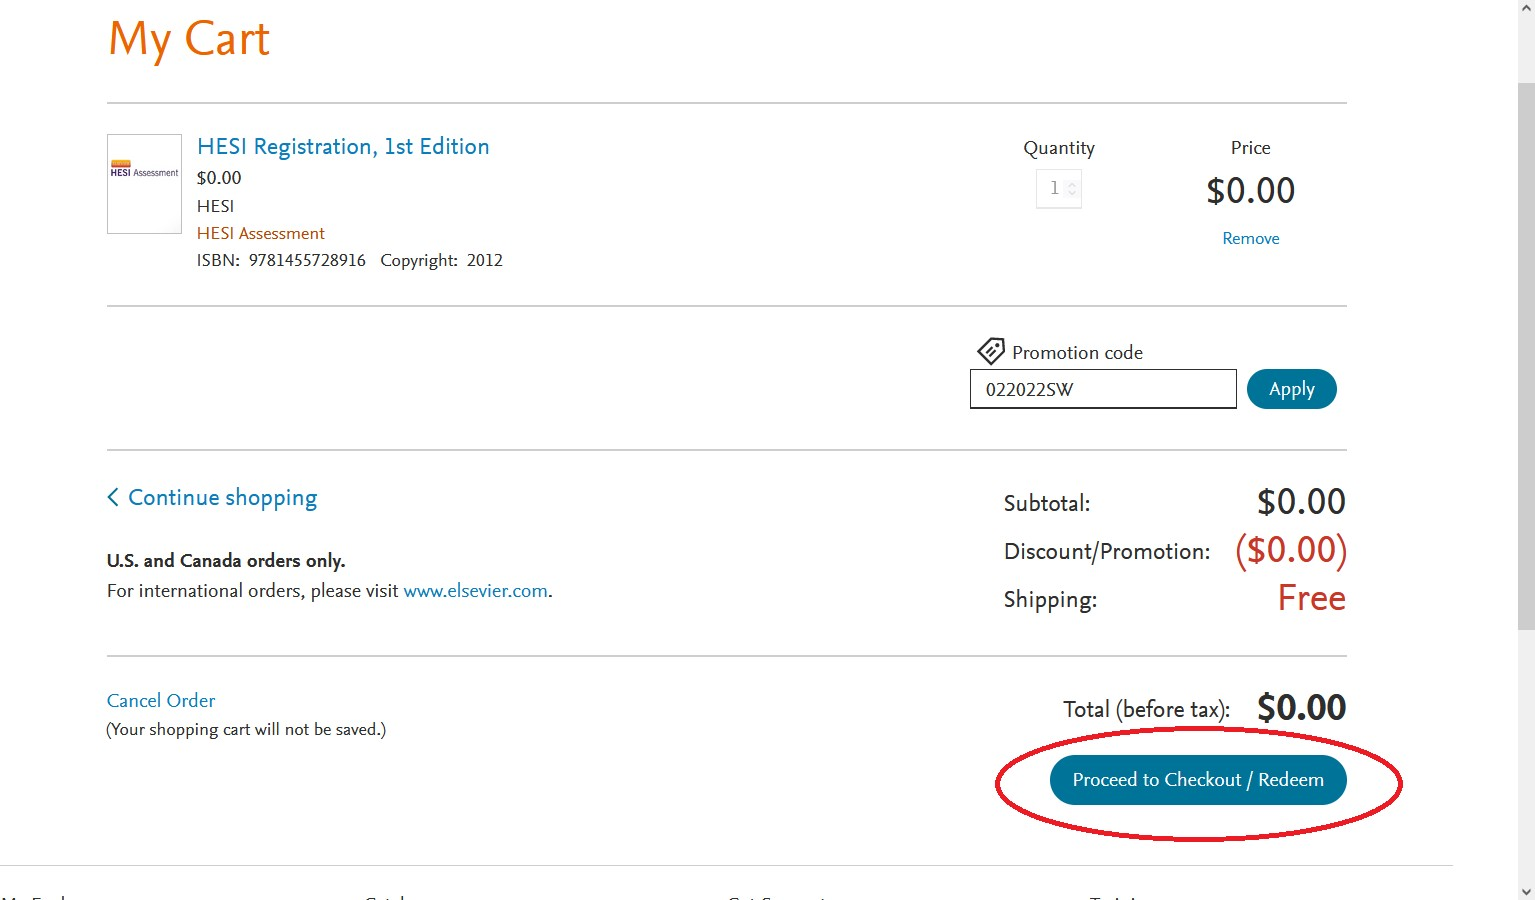 My Cart
HESI Assessment
HESI Registration, 1st Edition
$0.00
HESI
HESI Assessment
ISBN: 9781455728916 Copyright: 2012
Quantity
1
Price
$0.00
Remove
Promotion code
022022SW
Apply
Continue shopping
U.S. and Canada orders only.
For international orders, please visit www.elsevier.com.
Subtotal: $0.00
Discount/Promotion: ($0.00)
Shipping: Free
Cancel Order
(Your shopping cart will not be saved.)
Total (before tax): $0.00
Proceed to Checkout / Redeem